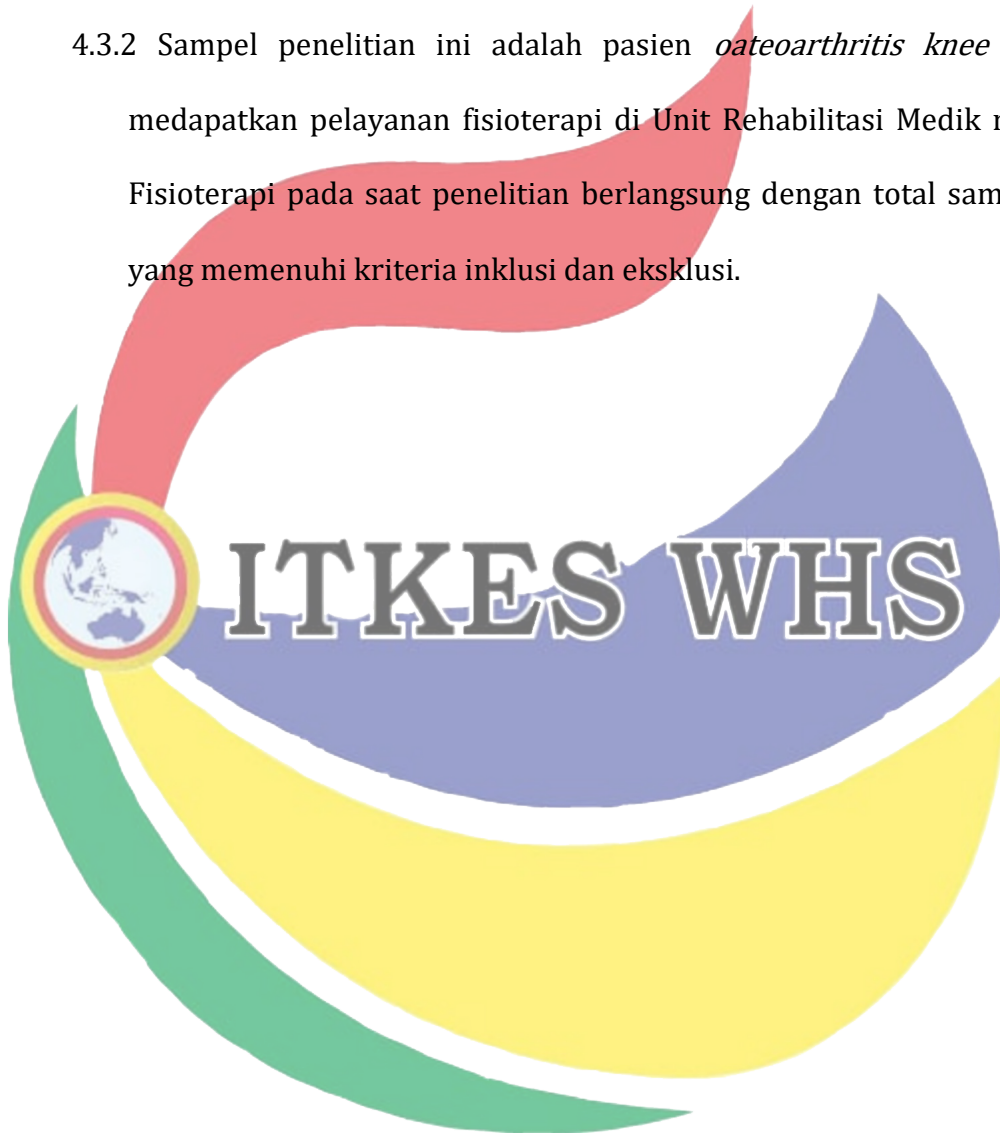 4.3.2 Sampel penelitian ini adalah pasien oateoarthritis knee
medapatkan pelayanan fisioterapi di Unit Rehabilitasi Medik
Fisioterapi pada saat penelitian berlangsung dengan total sam
yang memenuhi kriteria inklusi dan eksklusi.
ITKES WHS